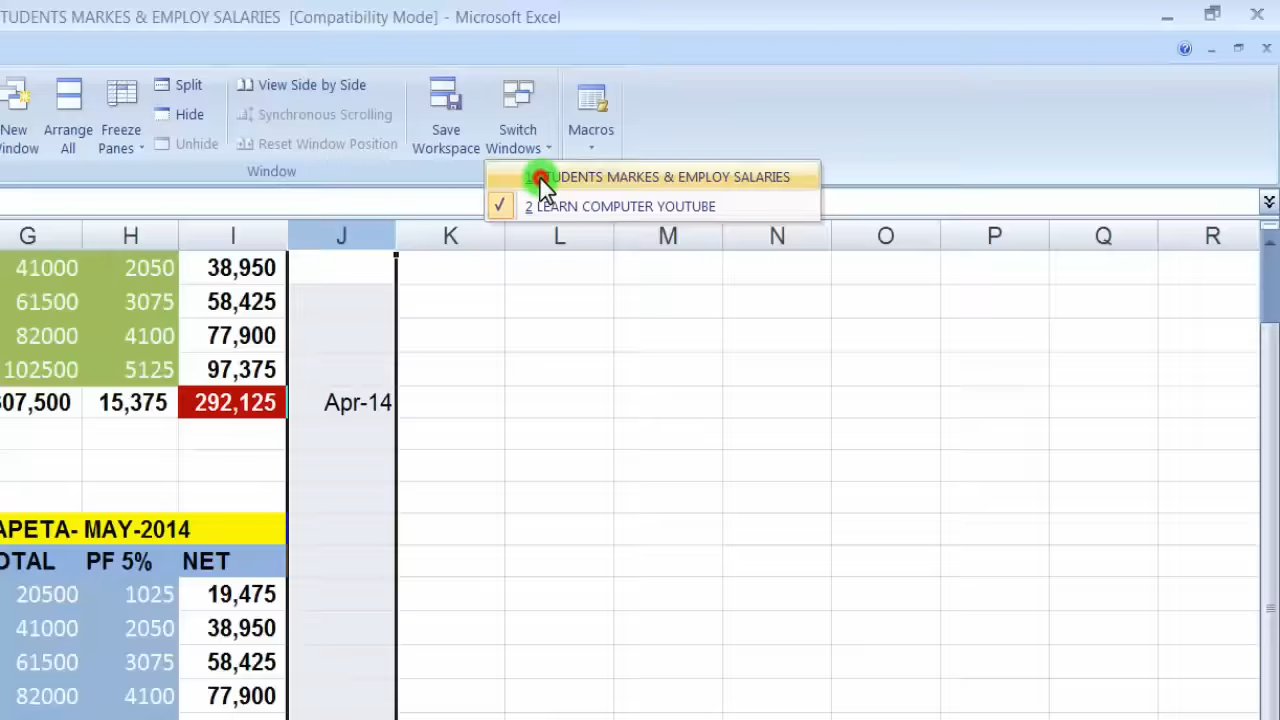 TUDENTS MARKES & EMPLOY SALARIES [Compatibility Mode] - Microsoft Excel
New Window
Arrange All
Freeze Panes
Split
Hide
Unhide
View Side by Side
Synchronous Scrolling
Reset Window Position
Save Workspace
Switch Windows
Macros
Window
1 STUDENTS MARKES & EMPLOY SALARIES
2 LEARN COMPUTER YOUTUBE
G H I J K L M N O P Q R
41000 2050 38,950
61500 3075 58,425
82000 4100 77,900
102500 5125 97,375
07,500 15,375 292,125 Apr-14
APETA- MAY-2014
OTAL PF 5% NET
20500 1025 19,475
41000 2050 38,950
61500 3075 58,425
82000 4100 77,900